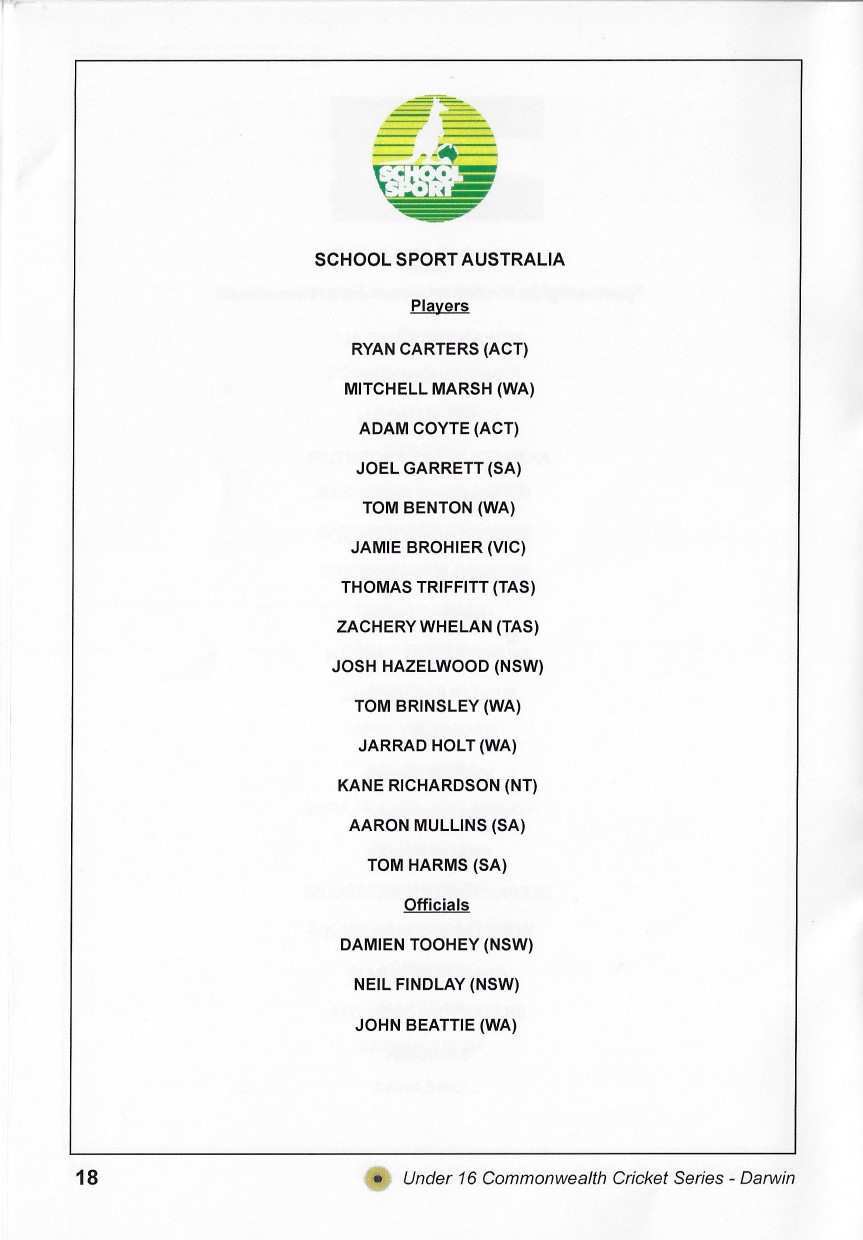 SCHOOL
SPORT
SCHOOL SPORT AUSTRALIA
Players
RYAN CARTERS (ACT)
MITCHELL MARSH (WA)
ADAM COYTE (ACT)
JOEL GARRETT (SA)
TOM BENTON (WA)
JAMIE BROHIER (VIC)
THOMAS TRIFFITT (TAS)
ZACHERY WHELAN (TAS)
JOSH HAZELWOOD (NSW)
TOM BRINSLEY (WA)
JARRAD HOLT (WA)
KANE RICHARDSON (NT)
AARON MULLINS (SA)
TOM HARMS (SA)
Officials
DAMIEN TOOHEY (NSW)
NEIL FINDLAY (NSW)
JOHN BEATTIE (WA)
18 Under 16 Commonwealth Cricket Series - Darwin